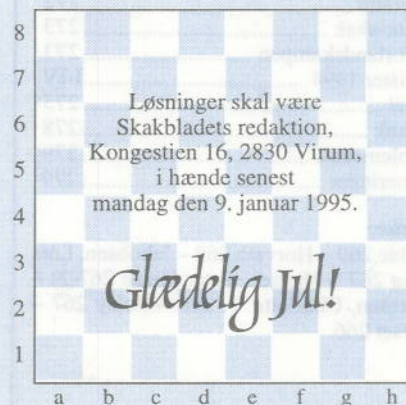 8
7
Løsninger skal være
6 Skakbladets redaktion,
Kongestien 16, 2830 Virum,
5 i hænde senest
mandag den 9. januar 1995.
4
3
Glædelig Jul!
2
1
a b c d e f g h